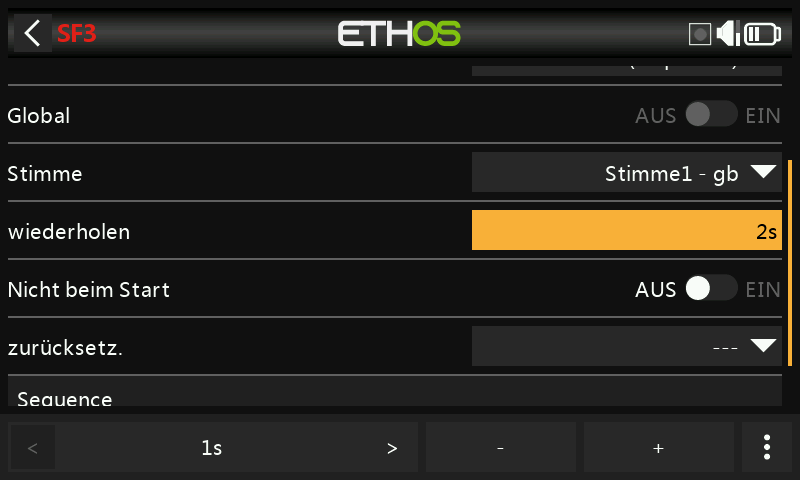 SF3 ETHOS
Global AUS EIN
Stimme Stimme1 - gb
wiederholen 2s
Nicht beim Start AUS EIN
zurücksetz. ---
Sequence
< 1s > - +